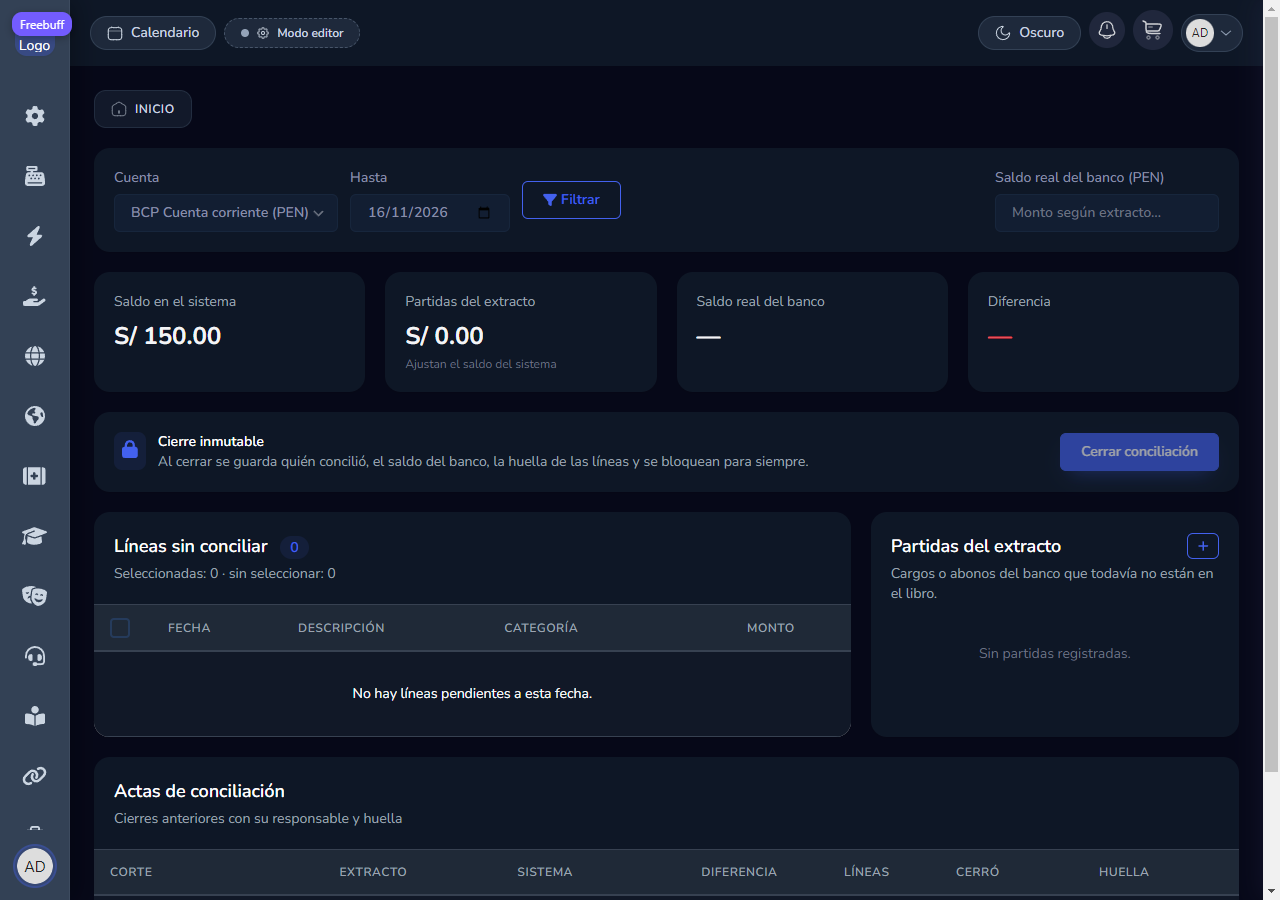 Freebuff
Logo
Calendario
Modo editor
Oscuro
AD
INICIO
Cuenta
Hasta
Saldo real del banco (PEN)
BCP Cuenta corriente (PEN)
16/11/2026
Filtrar
Monto según extracto...
Saldo en el sistema
S/ 150.00
Partidas del extracto
S/ 0.00
Ajustan el saldo del sistema
Saldo real del banco
—
Diferencia
—
Cierre inmutable
Al cerrar se guarda quién concilió, el saldo del banco, la huella de las líneas y se bloquean para siempre.
Cerrar conciliación
Líneas sin conciliar 0
Seleccionadas: 0 · sin seleccionar: 0
FECHA DESCRIPCIÓN CATEGORÍA MONTO
No hay líneas pendientes a esta fecha.
Partidas del extracto
+
Cargos o abonos del banco que todavía no están en
el libro.
Sin partidas registradas.
Actas de conciliación
Cierres anteriores con su responsable y huella
CORTE EXTRACTO SISTEMA DIFERENCIA LÍNEAS CERRÓ HUELLA
AD